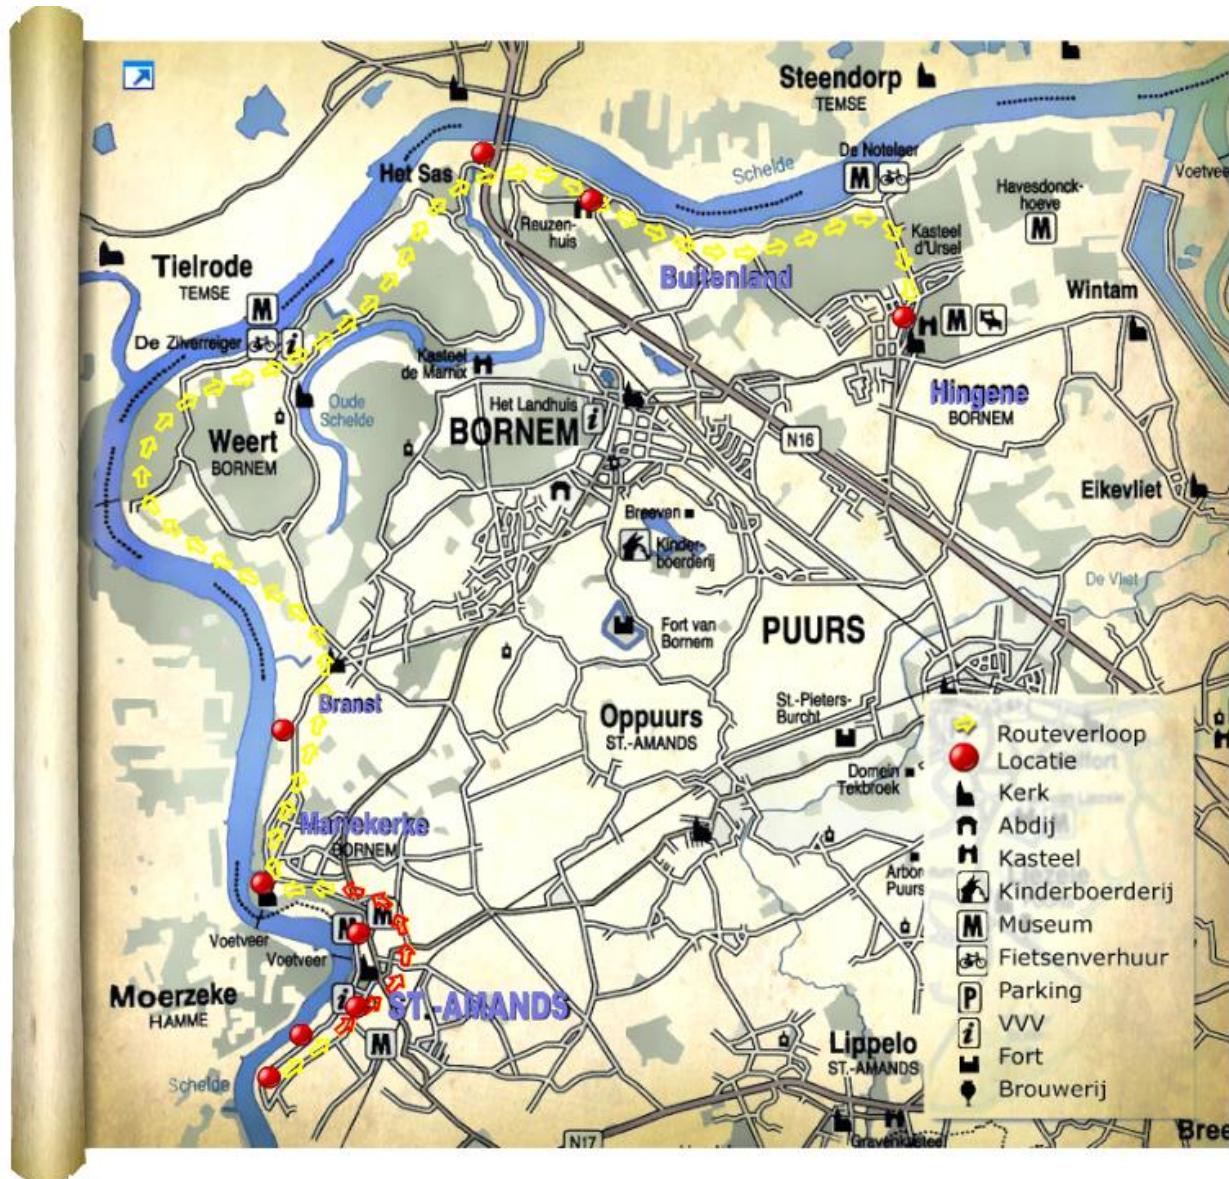 Steendorp
TEMSE
De Notelaer
Schelde
Voetveer
Het Sas
Havesdonck-
hoeve
Reuzen-
huis
Kasteel
d'Ursel
Tielrode
TEMSE
Buitenland
Wintam
De Zilverreiger
Kasteel
de Marnix
Hingene
BORNEM
Oude
Schelde
Het Landhuis
BORNEM
Weert
BORNEM
N16
Eikevliet
Breeven
Kinder-
boerderij
De Vliet
Fort van
Bornem
PUURS
Branst
Oppuurs
ST.-AMANDS
St.-Pieters-
Burcht
Domein
Tekbroek
Mariekerke
BORNEM
Arbor
Puurs
Voetveer
Voetveer
Moerzeke
HAMME
ST.-AMANDS
Schelde
Lippelo
ST.-AMANDS
N17
Gravenkasteel
Bree
Routeverloop
Locatie
Kerk
Abdij
Kasteel
Kinderboerderij
M Museum
Fietsenverhuur
P Parking
i VVV
Fort
Brouwerij